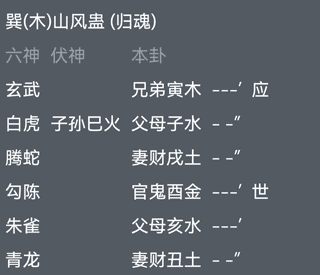 巽(木)山风蛊 (归魂)
六神 伏神 本卦
玄武 兄弟寅木 ---′ 应
白虎 子孙巳火 父母子水 - -″
腾蛇 妻财戌土 - -″
勾陈 官鬼酉金 ---′ 世
朱雀 父母亥水 ---′
青龙 妻财丑土 - -″